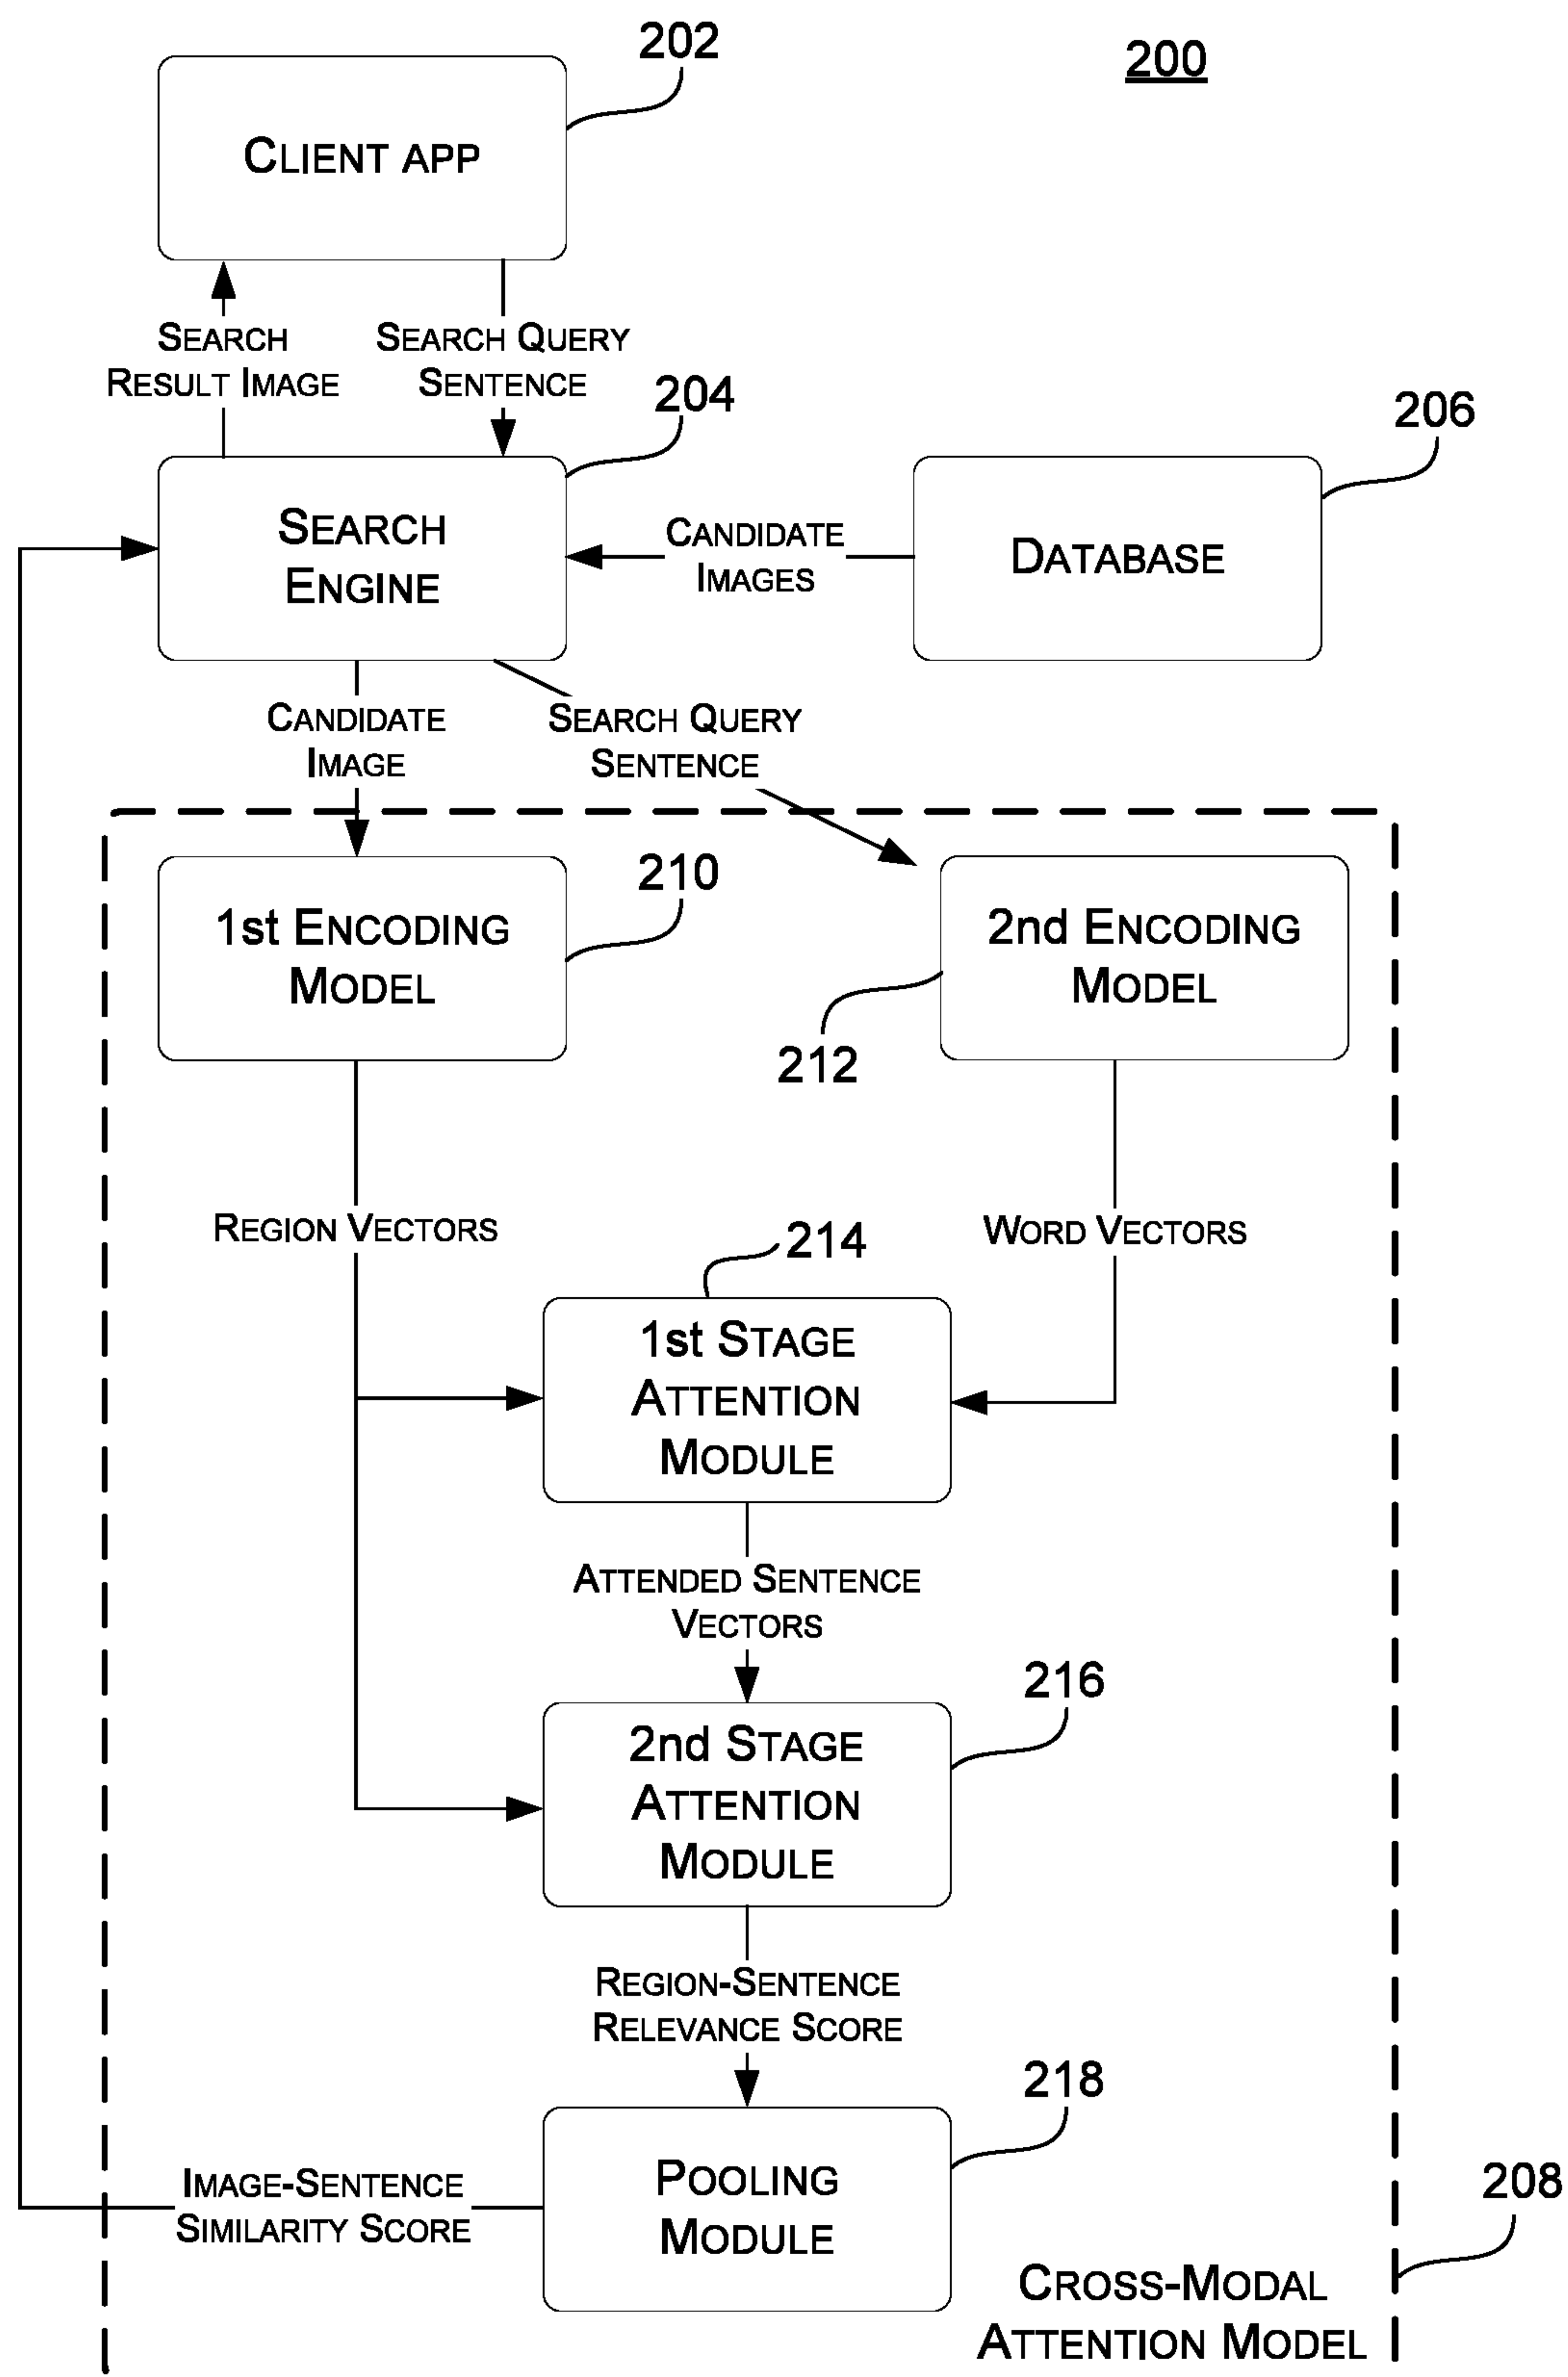 202
200
CLIENT APP
SEARCH
RESULT IMAGE
SEARCH QUERY
SENTENCE
204
206
SEARCH
ENGINE
CANDIDATE
IMAGES
DATABASE
CANDIDATE
IMAGE
SEARCH QUERY
SENTENCE
210
1st ENCODING
MODEL
2nd ENCODING
MODEL
212
REGION VECTORS
WORD VECTORS
214
1st STAGE
ATTENTION
MODULE
ATTENDED SENTENCE
VECTORS
216
2nd STAGE
ATTENTION
MODULE
REGION-SENTENCE
RELEVANCE SCORE
218
POOLING
MODULE
IMAGE-SENTENCE
SIMILARITY SCORE
208
CROSS-MODAL
ATTENTION MODEL